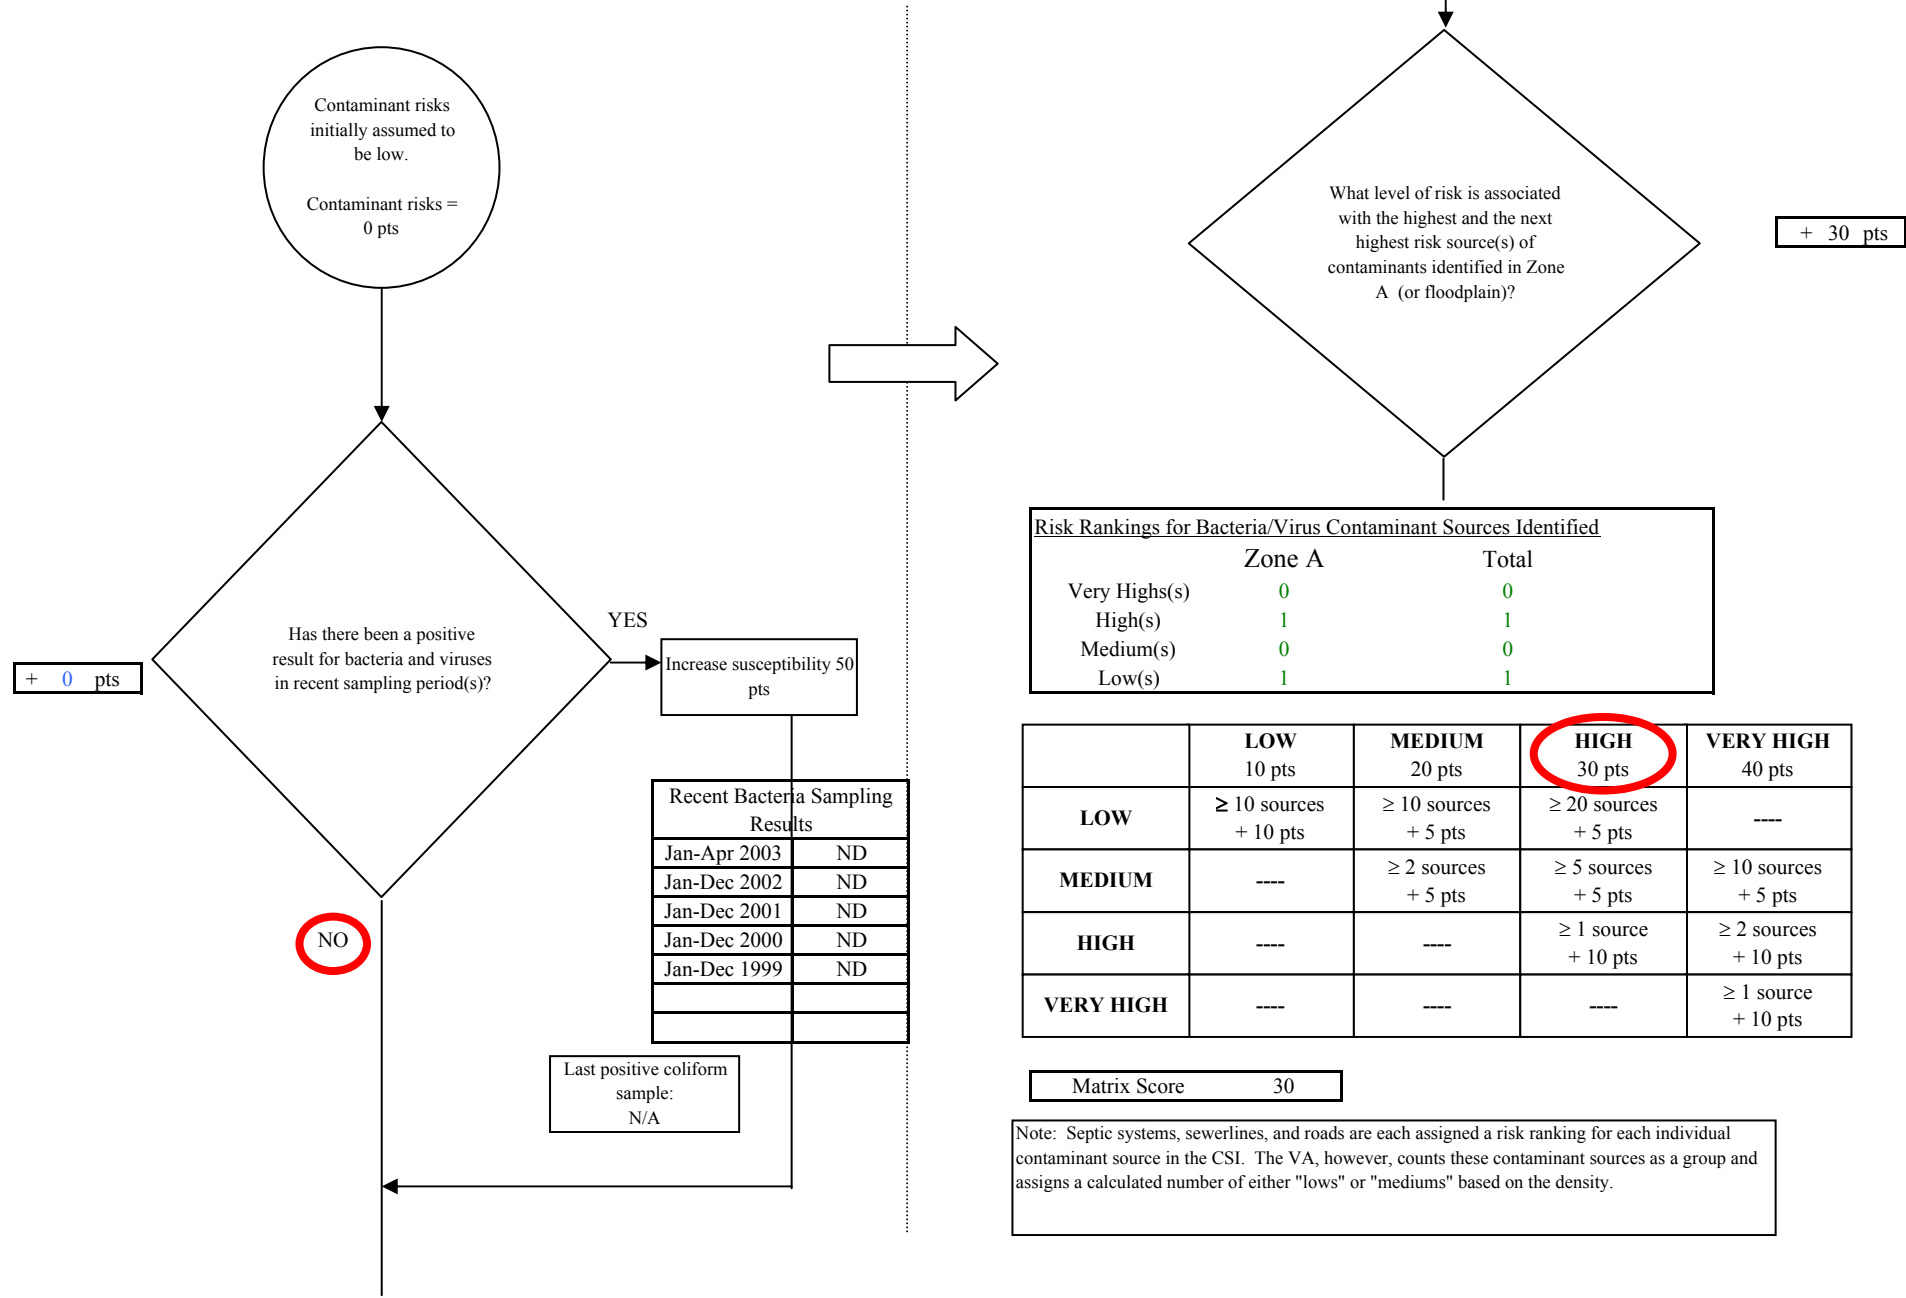 Contaminant risks
initially assumed to
be low.
Contaminant risks =
0 pts
Has there been a positive
result for bacteria and viruses
in recent sampling period(s)?
+ 0 pts
YES
Increase susceptibility 50
pts
NO
Recent Bacteria Sampling
Results
Jan-Apr 2003 ND
Jan-Dec 2002 ND
Jan-Dec 2001 ND
Jan-Dec 2000 ND
Jan-Dec 1999 ND
Last positive coliform
sample:
N/A
What level of risk is associated
with the highest and the next
highest risk source(s) of
contaminants identified in Zone
A (or floodplain)?
+ 30 pts
Risk Rankings for Bacteria/Virus Contaminant Sources Identified
Zone A Total
Very Highs(s) 0 0
High(s) 1 1
Medium(s) 0 0
Low(s) 1 1
LOW MEDIUM HIGH VERY HIGH
10 pts 20 pts 30 pts 40 pts
LOW ≥ 10 sources + 10 pts ≥ 10 sources + 5 pts ≥ 20 sources + 5 pts ----
MEDIUM ---- ≥ 2 sources + 5 pts ≥ 5 sources + 5 pts ≥ 10 sources + 5 pts
HIGH ---- ---- ≥ 1 source + 10 pts ≥ 2 sources + 10 pts
VERY HIGH ---- ---- ---- ≥ 1 source + 10 pts
Matrix Score 30
Note: Septic systems, sewerlines, and roads are each assigned a risk ranking for each individual
contaminant source in the CSI. The VA, however, counts these contaminant sources as a group and
assigns a calculated number of either "lows" or "mediums" based on the density.